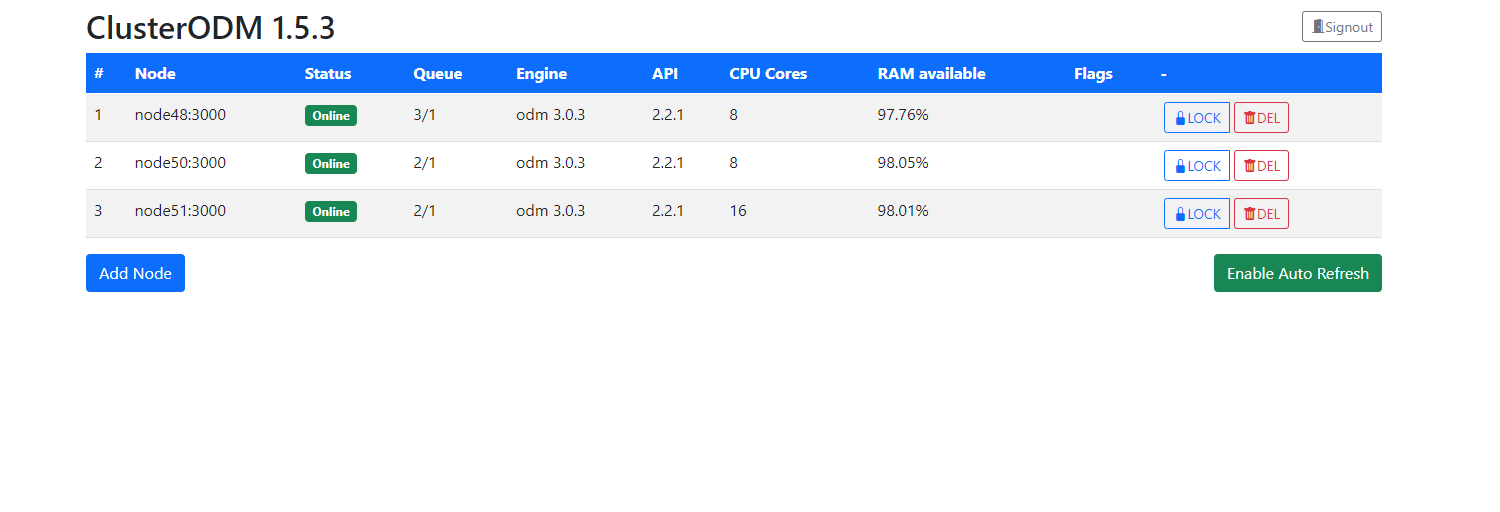 ClusterODM 1.5.3
Signout
# Node Status Queue Engine API CPU Cores RAM available Flags -
1 node48:3000 Online 3/1 odm 3.0.3 2.2.1 8 97.76% LOCK DEL
2 node50:3000 Online 2/1 odm 3.0.3 2.2.1 8 98.05% LOCK DEL
3 node51:3000 Online 2/1 odm 3.0.3 2.2.1 16 98.01% LOCK DEL
Add Node Enable Auto Refresh